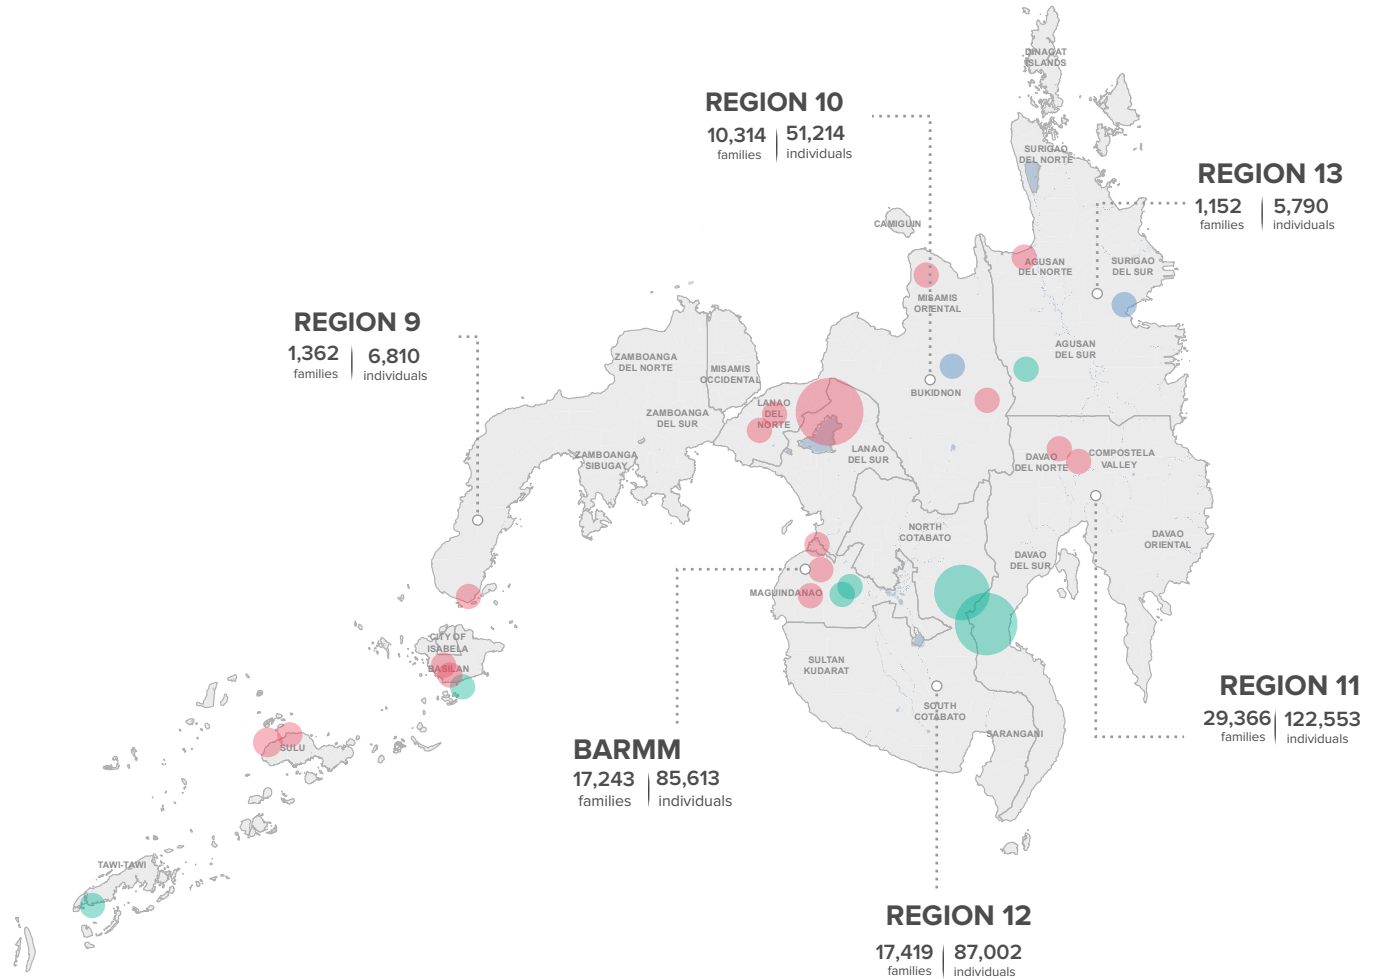 DINAGAT
ISLANDS
REGION 10
10,314 | 51,214
families individuals
SURIGAO
DEL NORTE
REGION 13
1,152 | 5,790
families individuals
CAMIGUIN
AGUSAN
DEL NORTE
SURIGAO
DEL SUR
MISAMIS
ORIENTAL
REGION 9
1,362 | 6,810
families individuals
ZAMBOANGA
DEL NORTE
MISAMIS
OCCIDENTAL
AGUSAN
DEL SUR
BUKIDNON
LANAO
DEL
NORTE
ZAMBOANGA
DEL SUR
LANAO
DEL SUR
ZAMBOANGA
SIBUGAY
DAVAO
DEL NORTE
COMPOSTELA
VALLEY
NORTH
COTABATO
DAVAO
ORIENTAL
DAVAO
DEL SUR
MAGUINDANAO
CITY OF
ISABELA
BASILAN
SULTAN
KUDARAT
REGION 11
29,366 | 122,553
families individuals
SOUTH
COTABATO
SARANGANI
SULU
BARMM
17,243 | 85,613
families individuals
TAWI-TAWI
REGION 12
17,419 | 87,002
families individuals